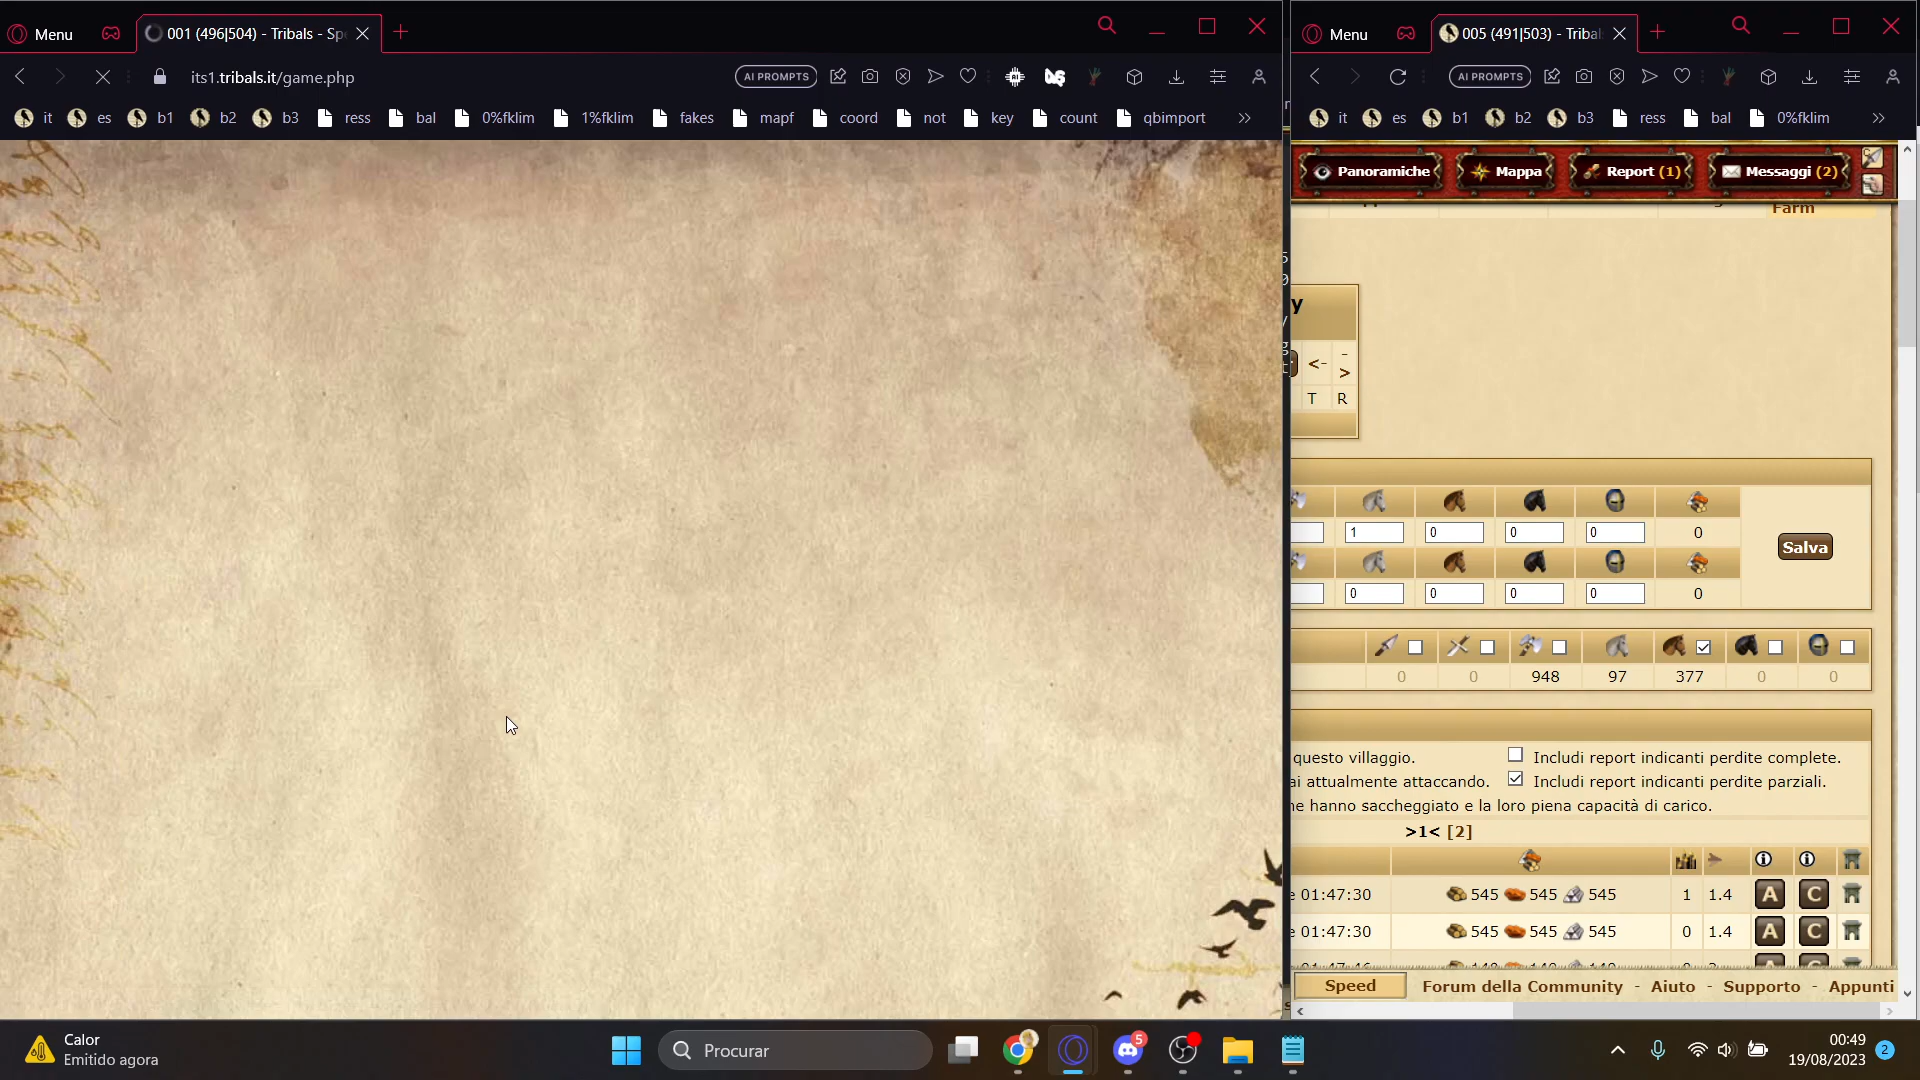 Menu
001 (496|504) - Tribals - Sp
its1.tribals.it/game.php
AI PROMPTS
it es b1 b2 b3 ress bal 0%fklim 1%fklim fakes mapf coord not key count qbimport
Menu
005 (491|503) - Tribal
AI PROMPTS
it es b1 b2 b3 ress bal 0%fklim
Panoramiche Mappa Report (1) Messaggi (2)
Farm
y
<- ->
T R
1 0 0 0 0
Salva
0 0 0 0 0
948 97 377 0 0
0 0
questo villaggio. Includi report indicanti perdite complete.
ai attualmente attaccando. Includi report indicanti perdite parziali.
he hanno saccheggiato e la loro piena capacità di carico.
>1< [2]
e 01:47:30 545 545 545 1 1.4 A C
e 01:47:30 545 545 545 0 1.4 A C
Speed Forum della Community - Aiuto - Supporto - Appunti
Calor
Emitido agora
Procurar
5
00:49
19/08/2023
2